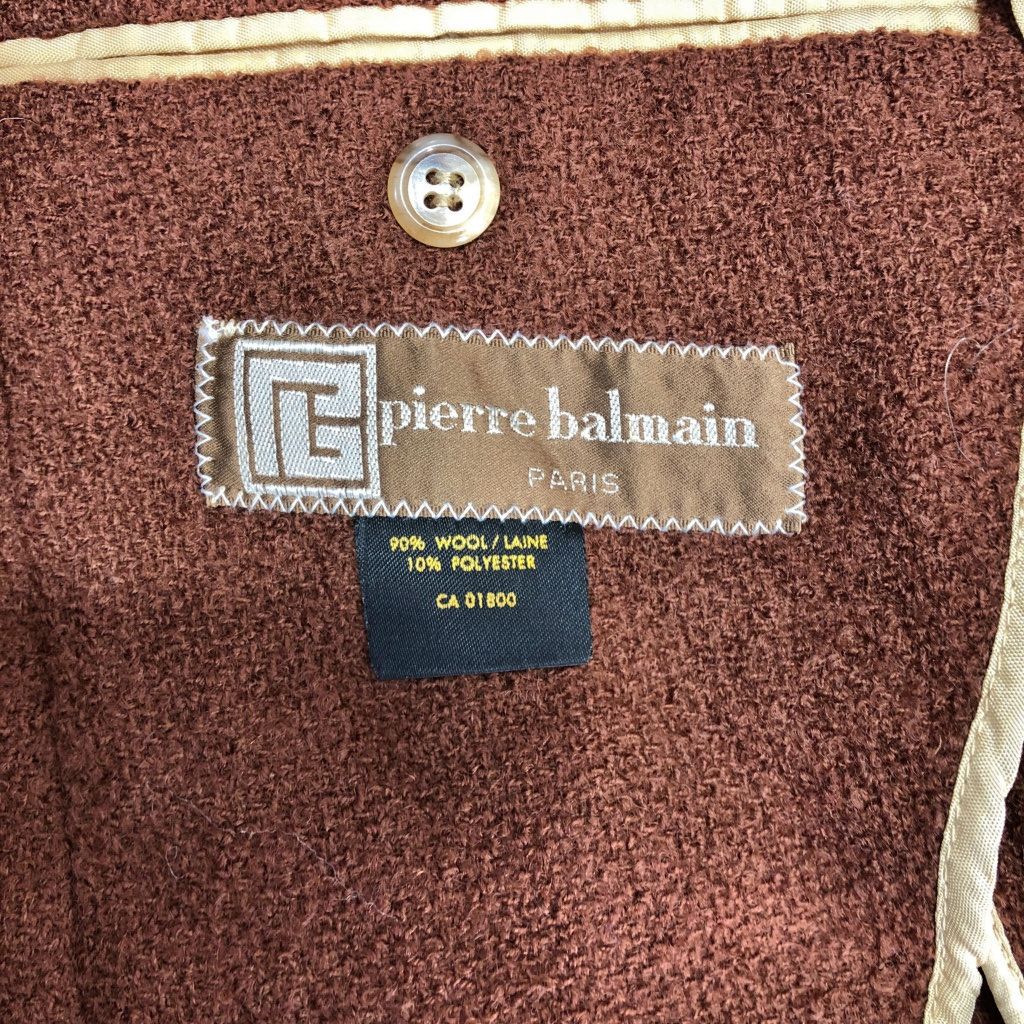 pierre balmain
PARIS
90% WOOL / LAINE
10% POLYESTER
CA 01800